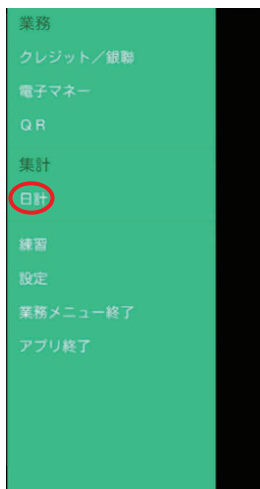 業務
クレジット／銀聯
電子マネー
ＱＲ
集計
日計
練習
設定
業務メニュー終了
アプリ終了